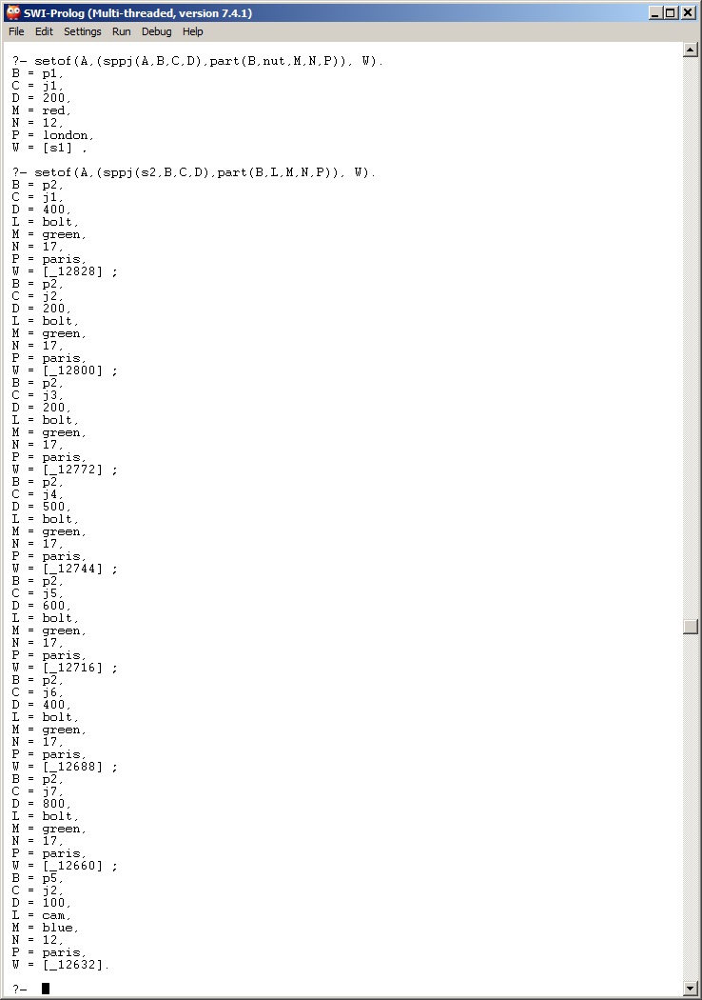 SWI-Prolog (Multi-threaded, version 7.4.1)
File Edit Settings Run Debug Help
?- setof(A,(sppj(A,B,C,D),part(B,nut,M,N,P)), W).
B = p1,
C = j1,
D = 200,
M = red,
N = 12,
P = london,
W = [s1] .
?- setof(A,(sppj(s2,B,C,D),part(B,L,M,N,P)), W).
B = p2,
C = j1,
D = 400,
L = bolt,
M = green,
N = 17,
P = paris,
W = [_12828] ;
B = p2,
C = j2,
D = 200,
L = bolt,
M = green,
N = 17,
P = paris,
W = [_12800] ;
B = p2,
C = j3,
D = 200,
L = bolt,
M = green,
N = 17,
P = paris,
W = [_12772] ;
B = p2,
C = j4,
D = 500,
L = bolt,
M = green,
N = 17,
P = paris,
W = [_12744] ;
B = p2,
C = j5,
D = 600,
L = bolt,
M = green,
N = 17,
P = paris,
W = [_12716] ;
B = p2,
C = j6,
D = 400,
L = bolt,
M = green,
N = 17,
P = paris,
W = [_12688] ;
B = p2,
C = j7,
D = 800,
L = bolt,
M = green,
N = 17,
P = paris,
W = [_12660] ;
B = p5,
C = j2,
D = 100,
L = cam,
M = blue,
N = 12,
P = paris,
W = [_12632].
?-